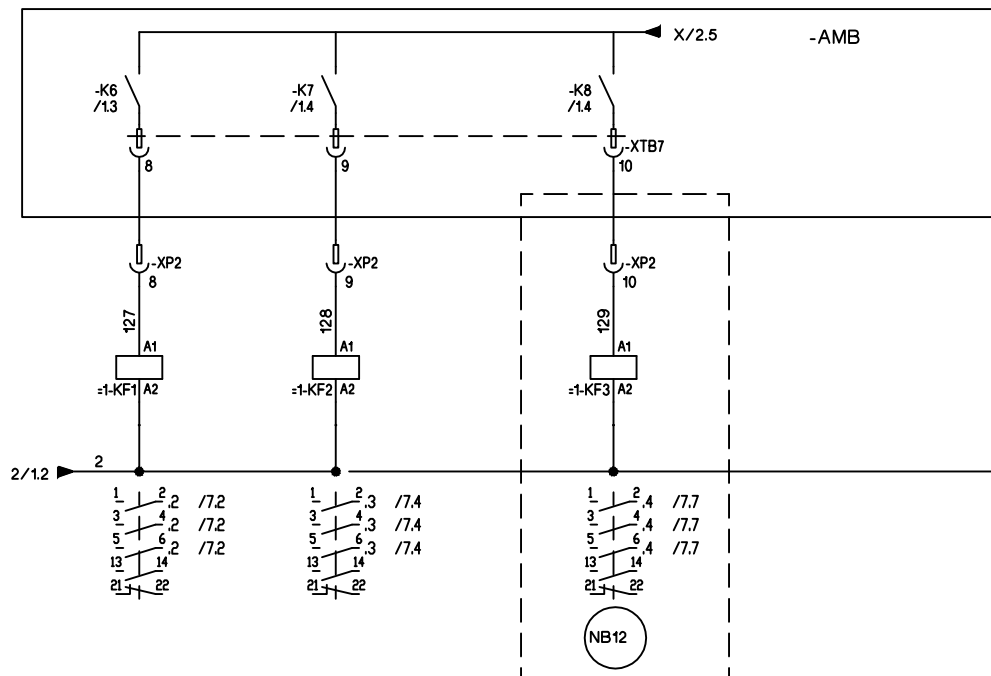 X/2.5 -AMB
-K6 -K7 -K8
/1.3 /1.4 /1.4
-XTB7
8 9 10
-XP2 -XP2 -XP2
8 9 10
127 128 129
A1 A1 A1
=1-KF1 A2 =1-KF2 A2 =1-KF3 A2
2/1.2 2
1 2 .2 /7.2 1 2 .3 /7.4 1 2 .4 /7.7
3 4 .2 /7.2 3 4 .3 /7.4 3 4 .4 /7.7
5 6 .2 /7.2 5 6 .3 /7.4 5 6 .4 /7.7
13 14 13 14 13 14
21 22 21 22 21 22
NB12